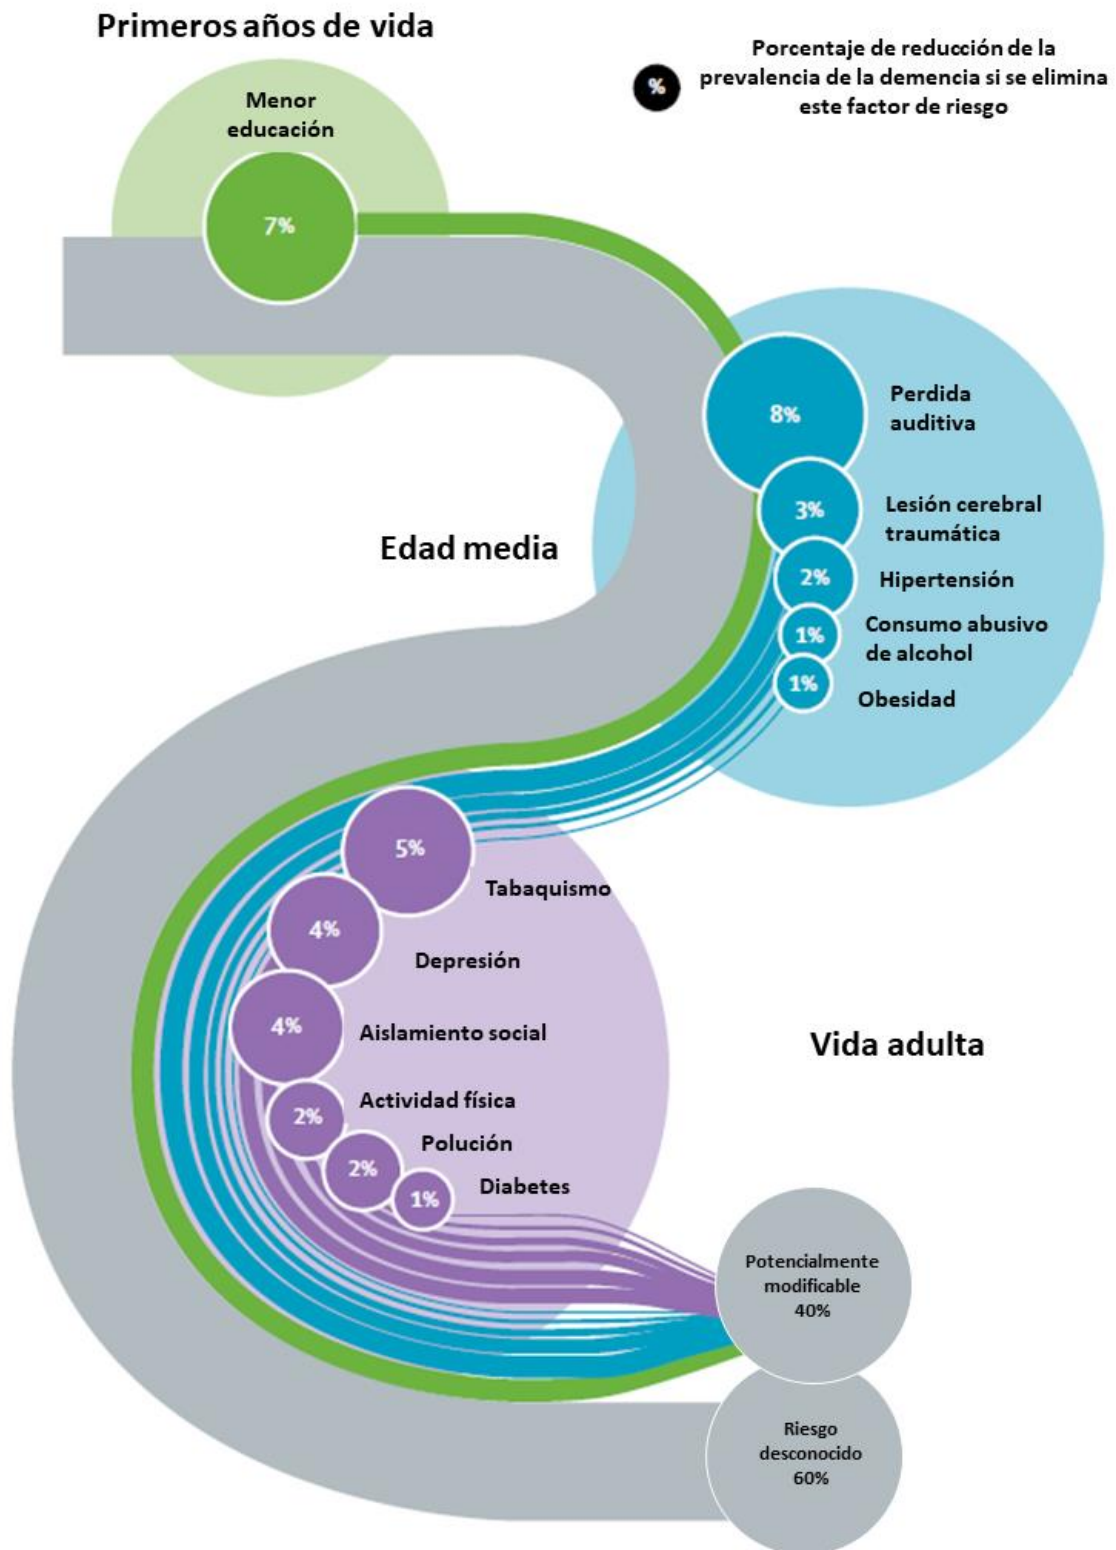 Primeros años de vida
%
Porcentaje de reducción de la
prevalencia de la demencia si se elimina
este factor de riesgo
Menor
educación
7%
8%
Perdida
auditiva
3%
Lesión cerebral
traumática
Edad media
2%
Hipertensión
1%
Consumo abusivo
de alcohol
1%
Obesidad
5%
Tabaquismo
4%
Depresión
4%
Aislamiento social
Vida adulta
2%
Actividad física
2%
Polución
1%
Diabetes
Potencialmente
modificable
40%
Riesgo
desconocido
60%